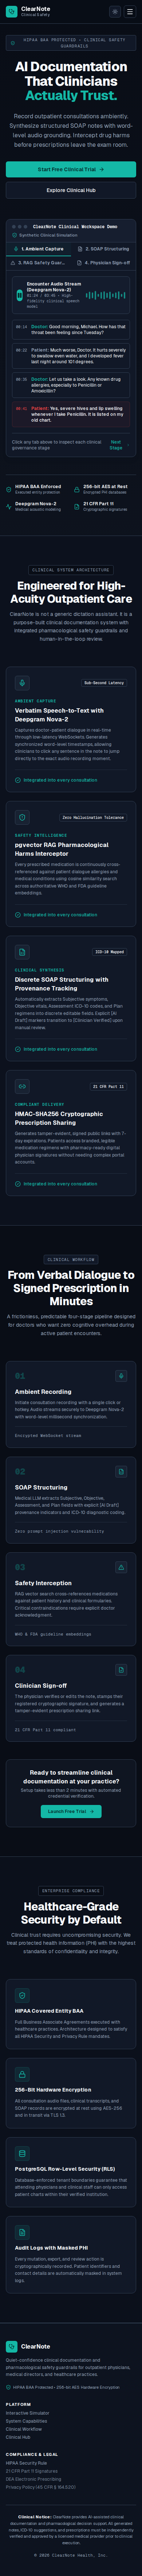 ClearNote
Clinical Safety
HIPAA BAA PROTECTED • CLINICAL SAFETY
GUARDRAILS
AI Documentation
That Clinicians
Actually Trust.
Record outpatient consultations ambiently.
Synthesize structured SOAP notes with word-
level audio grounding. Intercept drug harms
before prescriptions leave the exam room.
Start Free Clinical Trial →
Explore Clinical Hub
ClearNote Clinical Workspace Demo
Synthetic Clinical Simulation
1. Ambient Capture
2. SOAP Structuring
3. RAG Safety Guar...
4. Physician Sign-off
Encounter Audio Stream
(Deepgram Nova-2)
01:24 / 03:45 • High-
fidelity clinical speech
model
00:14 Doctor: Good morning, Michael. How has that
throat been feeling since Tuesday?
00:22 Patient: Much worse, Doctor. It hurts severely
to swallow even water, and I developed fever
last night around 101 degrees.
00:35 Doctor: Let us take a look. Any known drug
allergies, especially to Penicillin or
Amoxicillin?
00:41 Patient: Yes, severe hives and lip swelling
whenever I take Penicillin. It is listed on my
old chart.
Click any tab above to inspect each clinical
governance stage
Next
Stage
HIPAA BAA Enforced
Executed entity protection
256-bit AES at Rest
Encrypted PHI databases
Deepgram Nova-2
Medical acoustic modeling
21 CFR Part 11
Cryptographic signatures
CLINICAL SYSTEM ARCHITECTURE
Engineered for High-
Acuity Outpatient Care
ClearNote is not a generic dictation assistant. It is a
purpose-built clinical documentation system with
integrated pharmacological safety guardrails and
human-in-the-loop review.
Sub-Second Latency
AMBIENT CAPTURE
Verbatim Speech-to-Text with
Deepgram Nova-2
Captures doctor-patient dialogue in real-time
through low-latency WebSockets. Generates
synchronized word-level timestamps, allowing
clinicians to click any sentence in the SOAP note to
jump directly to the exact audio recording moment.
Integrated into every consultation
Zero Hallucination Tolerance
SAFETY INTELLIGENCE
pgvector RAG Pharmacological
Harms Interceptor
Every prescribed medication is continuously cross-
referenced against patient dialogue allergies and
past clinical notes using vector cosine similarity.
Issues source-anchored safety warnings across
interactive WHO and FDA guideline
embeddings.
Integrated into every consultation
ICD-10 Mapped
CLINICAL SYNTHESIS
Discrete SOAP Structuring with
Provenance Tracking
Automatically extracts Subjective symptoms,
Objective vitals, Assessment ICD-10 codes, and Plan
orders into discrete editable fields. Explicit [AI
Draft] markers transition to [Clinician Verified] upon
manual review.
Integrated into every consultation
21 CFR Part 11
COMPLIANT DELIVERY
HMAC-SHA256 Cryptographic
Prescription Sharing
Generates tamper-evident, legible public links with 7-
day expirations. Patients access branded, legible
medication regimens with pharmacy-ready digital
physician signatures without needing complex portal
accounts.
Integrated into every consultation
CLINICAL WORKFLOW
From Verbal Dialogue to
Signed Prescription in
Minutes
A frictionless, predictable four-stage pipeline designed
for doctors who want zero cognitive overhead during
active patient encounters.
01
Ambient Recording
Initiate consultation recording with a single click or
hotkey. Audio streams securely to Deepgram Nova-2
with word-level millisecond synchronization.
Encrypted WebSocket stream
02
SOAP Structuring
Medical LLM extracts Subjective, Objective,
Assessment, and Plan fields with explicit [AI Draft]
provenance indicators and ICD-10 diagnostic coding.
Zero prompt injection vulnerability
03
Safety Interception
RAG vector search cross-references medications
against patient history and dialogue allergies.
Critical contraindications require explicit doctor
acknowledgment.
WHO & FDA guideline embeddings
04
Clinician Sign-off
The physician verifies or edits the note, stamps their
registered cryptographic signature, and generates a
tamper-evident prescription sharing link.
21 CFR Part 11 compliant
Ready to streamline clinical
documentation at your practice?
Setup takes less than 2 minutes with automated
credential verification.
Launch Free Trial →
ENTERPRISE COMPLIANCE
Healthcare-Grade
Security by Default
Clinical trust requires uncompromising security. We
treat protected health information (PHI) with the highest
standards of confidentiality and integrity.
HIPAA Covered Entity BAA
Full Business Associate Agreements executed with
healthcare practices. Architecture designed to satisfy
all HIPAA Security and Privacy Rule mandates.
256-Bit Hardware Encryption
All consultation audio files, clinical transcripts, and
SOAP records are encrypted at rest using AES-256
and in transit via TLS 1.3.
PostgreSQL Row-Level Security (RLS)
Database-enforced tenant boundaries guarantee that
attending physicians and clinical staff can only access
patient visits within their verified institution.
Audit Logs with Masked PHI
Every mutation, export, and review action is
cryptographically recorded. Patient identifiers and
contact details are automatically masked in system
logs.
ClearNote
Quiet-confidence clinical documentation and
pharmacological safety guardrails for outpatient physicians,
medical directors, and healthcare practices.
HIPAA BAA Protected • 256-bit AES Hardware Encryption
PLATFORM
Interactive Simulator
System Capabilities
Clinical Workflow
Clinical Hub
COMPLIANCE & LEGAL
HIPAA Security Rule
21 CFR Part 11 Signatures
DEA Electronic Prescribing
Privacy Policy (45 CFR § 164.520)
Clinical Notice: ClearNote provides AI-assisted clinical
documentation and pharmacological decision support. All AI-generated
notes, ICD-10 suggestions and prescriptions must be independently
verified and approved by a licensed medical provider prior to clinical
execution.
© 2026 ClearNote Health, Inc.